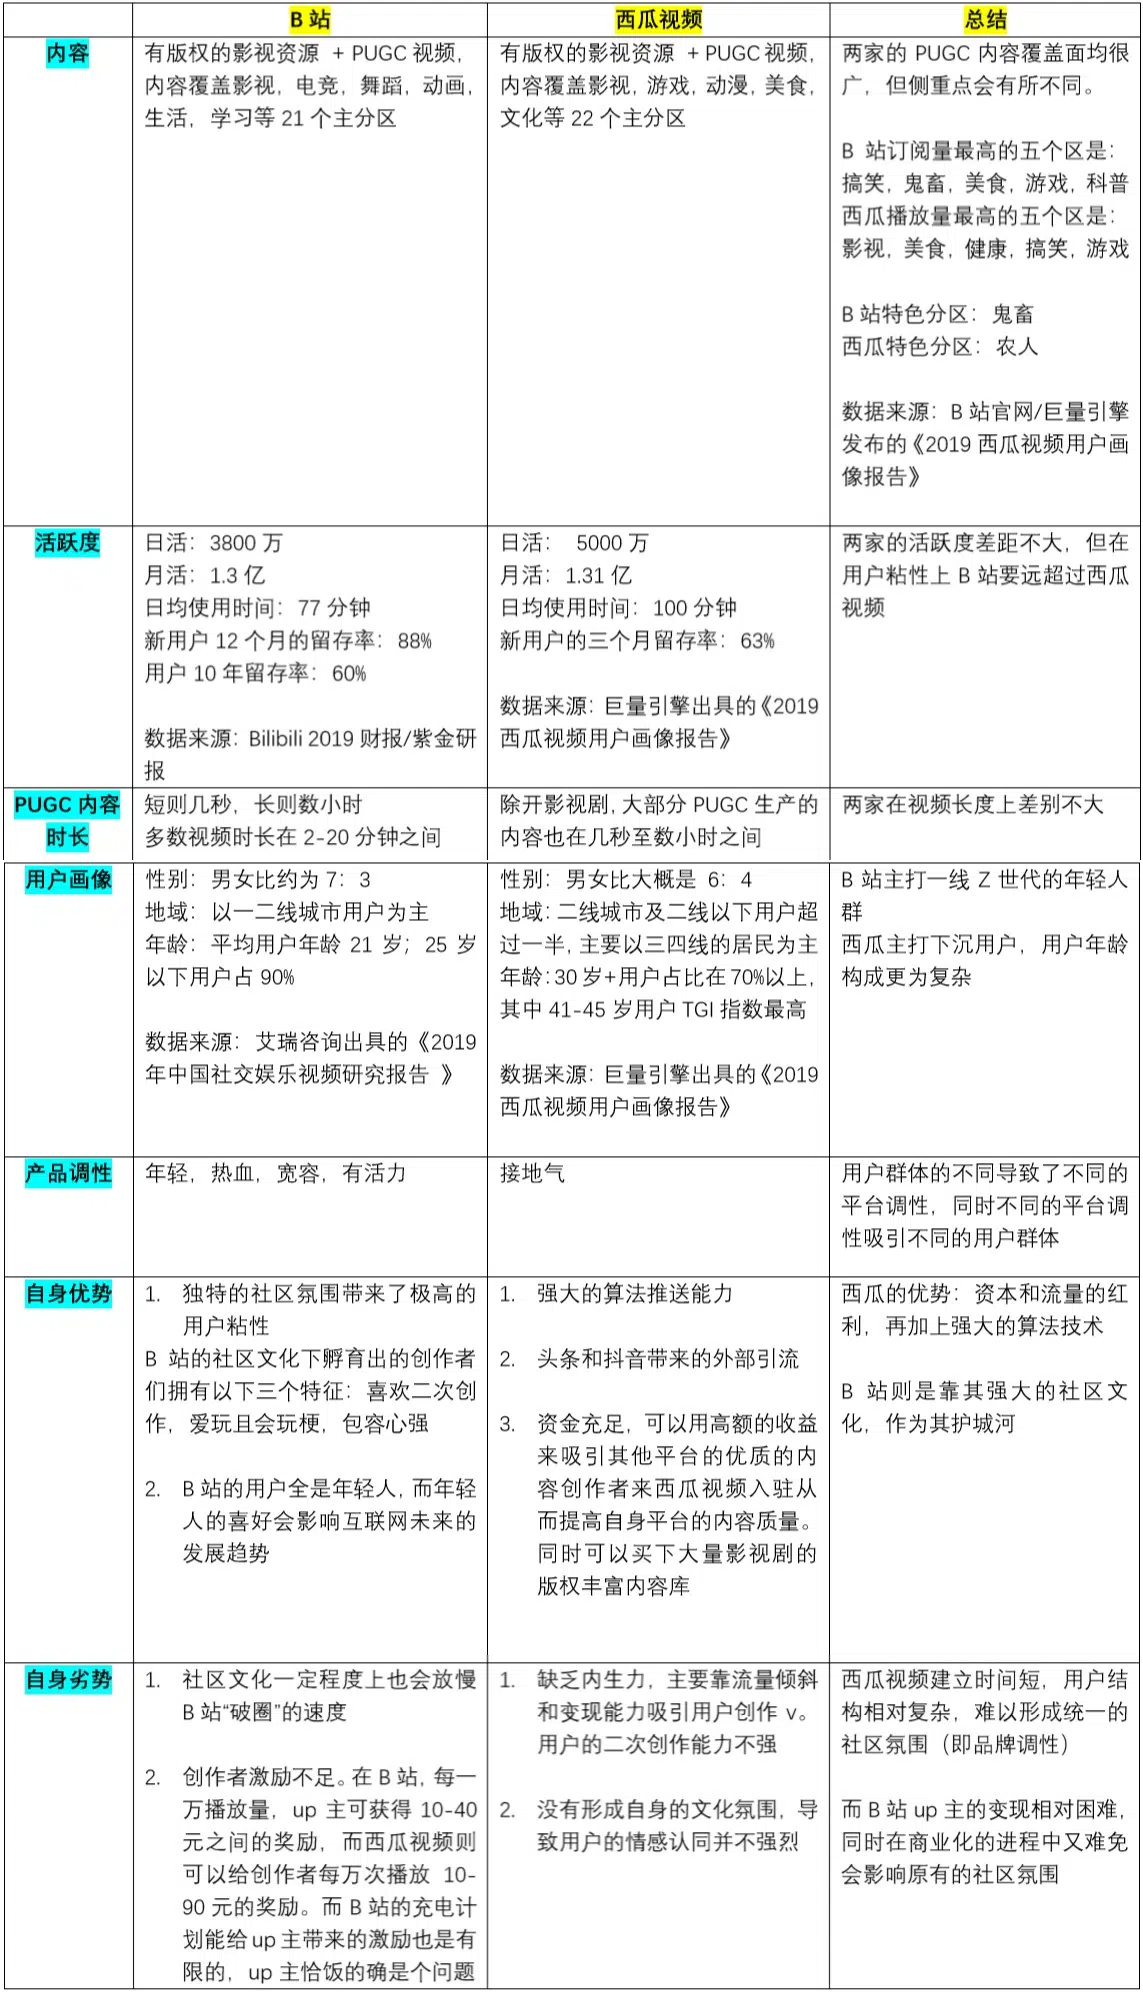 B 站
西瓜视频
总结
内容
有版权的影视资源 + PUGC 视频,
内容覆盖影视, 电竞, 舞蹈, 动画,
生活, 学习等 21 个主分区
有版权的影视资源 + PUGC 视频,
内容覆盖影视, 游戏, 动漫, 美食,
文化等 22 个主分区
两家的 PUGC 内容覆盖面均很
广, 但侧重点会有所不同。
B 站订阅量最高的五个区是:
搞笑, 鬼畜, 美食, 游戏, 科普
西瓜播放量最高的五个区是:
影视, 美食, 健康, 搞笑, 游戏
B 站特色分区: 鬼畜
西瓜特色分区: 农人
数据来源: B 站官网/巨量引擎
发布的《2019 西瓜视频用户画
像报告》
活跃度
日活: 3800 万
月活: 1.3 亿
日均使用时间: 77 分钟
新用户 12 个月的留存率: 88%
用户 10 年留存率: 60%
数据来源: Bilibili 2019 财报/紫金研
报
日活: 5000 万
月活: 1.31 亿
日均使用时间: 100 分钟
新用户的三个月留存率: 63%
数据来源: 巨量引擎出具的《2019
西瓜视频用户画像报告》
两家的活跃度差距不大, 但在
用户粘性上 B 站要远超过西瓜
视频
PUGC 内容
时长
短则几秒, 长则数小时
多数视频时长在 2-20 分钟之间
除开影视剧, 大部分 PUGC 生产的
内容也在几秒至数小时之间
两家在视频长度上差别不大
用户画像
性别: 男女比约为 7: 3
地域: 以一二线城市用户为主
年龄: 平均用户年龄 21 岁; 25 岁
以下用户占 90%
数据来源: 艾瑞咨询出具的《2019
年中国社交娱乐视频研究报告 》
性别: 男女比大概是 6: 4
地域: 二线城市及二线以下用户超
过一半, 主要以三四线的居民为主
年龄: 30 岁+用户占比在 70%以上,
其中 41-45 岁用户 TGI 指数最高
数据来源: 巨量引擎出具的《2019
西瓜视频用户画像报告》
B 站主打一线 Z 世代的年轻人
群
西瓜主打下沉用户, 用户年龄
构成更为复杂
产品调性
年轻, 热血, 宽容, 有活力
接地气
用户群体的不同导致了不同的
平台调性, 同时不同的平台调
性吸引不同的用户群体
自身优势
1. 独特的社区氛围带来了极高的
用户粘性
B 站的社区文化下孵育出的创作者
们拥有以下三个特征: 喜欢二次创
作, 爱玩且会玩梗, 包容心强
2. B 站的用户全是年轻人, 而年轻
人的喜好会影响互联网未来的
发展趋势
1. 强大的算法推送能力
2. 头条和抖音带来的外部引流
3. 资金充足, 可以用高额的收益
来吸引其他平台的优质的内
容创作者来西瓜视频入驻从
而提高自身平台的内容质量。
同时可以买下大量影视剧的
版权丰富内容库
西瓜的优势: 资本和流量的红
利, 再加上强大的算法技术
B 站则是靠其强大的社区文
化, 作为其护城河
自身劣势
1. 社区文化一定程度上也会放慢
B 站“破圈”的速度
2. 创作者激励不足。在 B 站, 每一
万播放量, up 主可获得 10-40
元之间的奖励, 而西瓜视频则
可以给创作者每万次播放 10-
90 元的奖励。而 B 站的充电计
划能给 up 主带来的激励也是有
限的, up 主恰饭的确是个问题
1. 缺乏内生力, 主要靠流量倾斜
和变现能力吸引用户创作 v。
用户的二次创作能力不强
2. 没有形成自身的文化氛围, 导
致用户的情感认同并不强烈
西瓜视频建立时间短, 用户结
构相对复杂, 难以形成统一的
社区氛围 (即品牌调性)
而 B 站 up 主的变现相对困难,
同时在商业化的进程中又难免
会影响原有的社区氛围